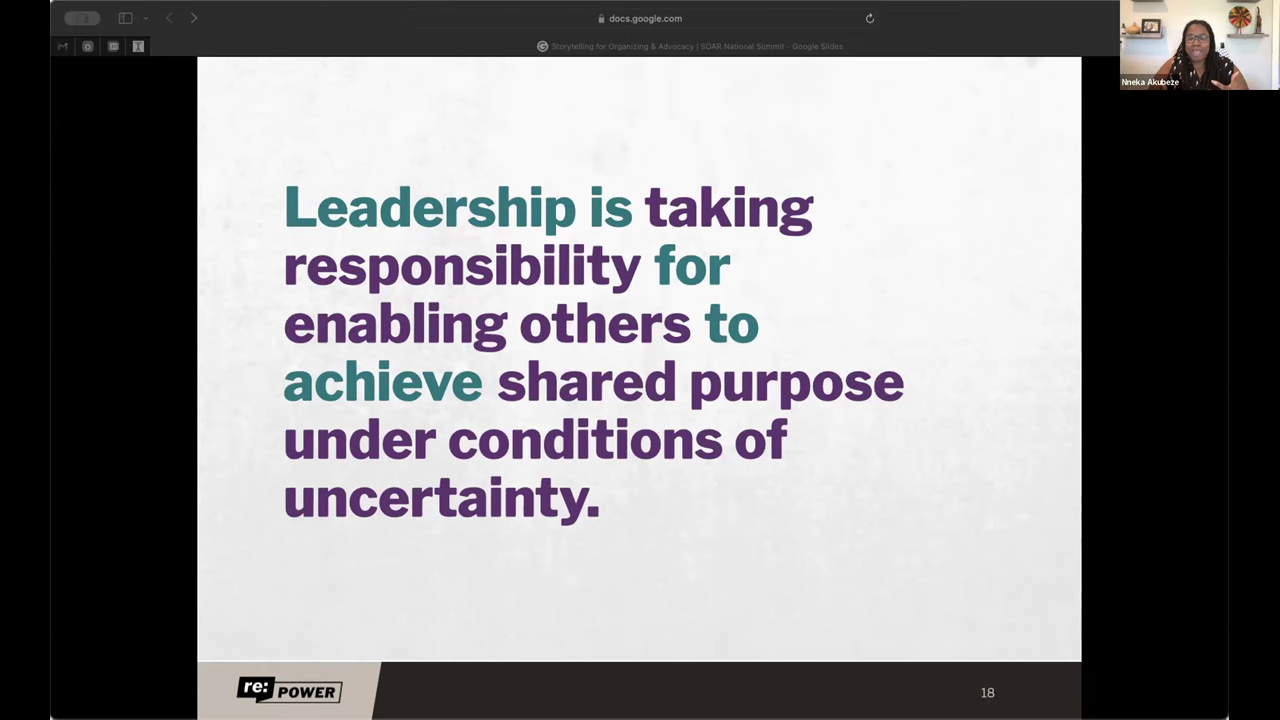 docs.google.com
Storytelling for Organizing & Advocacy | SOAR National Summit - Google Slides
Nneka Akubeze
Leadership is taking
responsibility for
enabling others to
achieve shared purpose
under conditions of
uncertainty.
re:
POWER
18